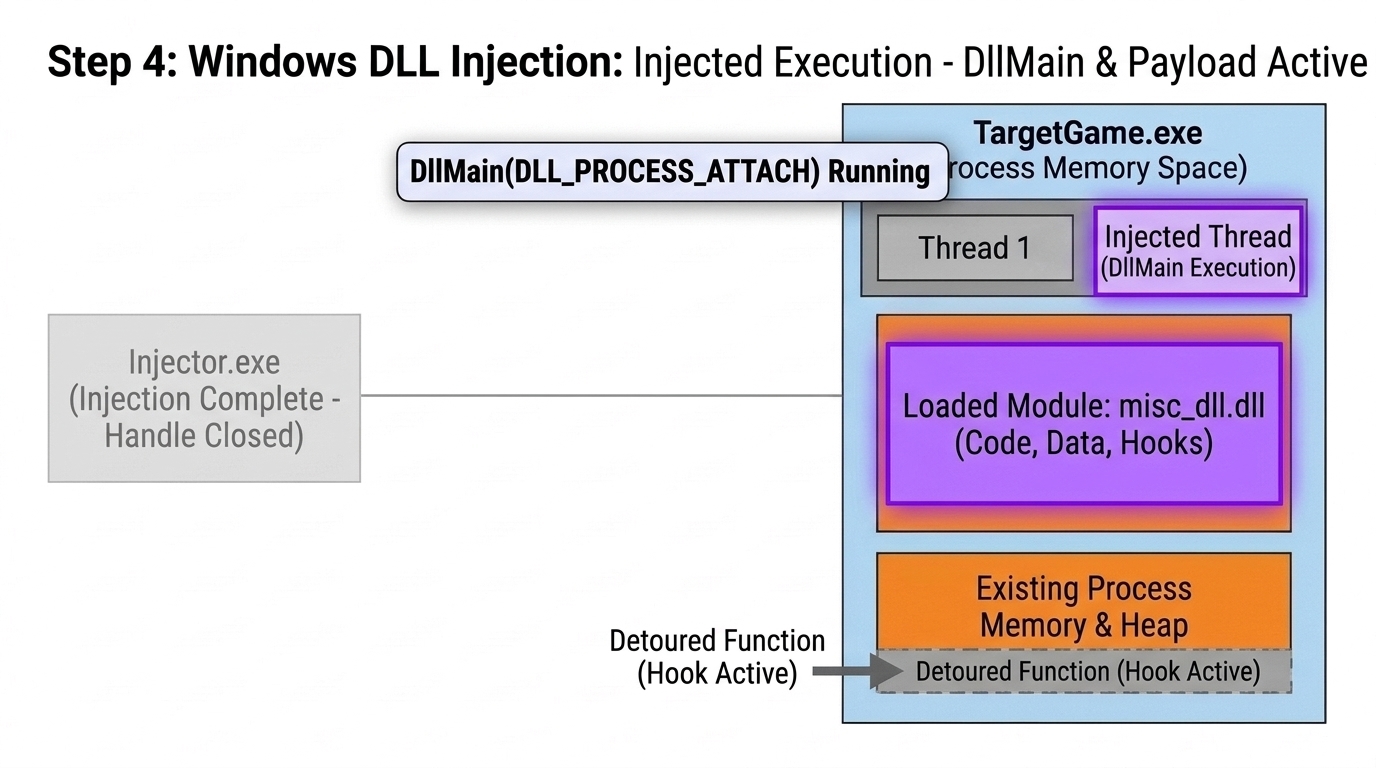 Step 4: Windows DLL Injection: Injected Execution - DllMain & Payload Active
TargetGame.exe
rocess Memory Space)
DllMain(DLL_PROCESS_ATTACH) Running
Thread 1
Injected Thread
(DllMain Execution)
Injector.exe
(Injection Complete -
Handle Closed)
Loaded Module: misc_dll.dll
(Code, Data, Hooks)
Existing Process
Memory & Heap
Detoured Function
(Hook Active)
Detoured Function (Hook Active)